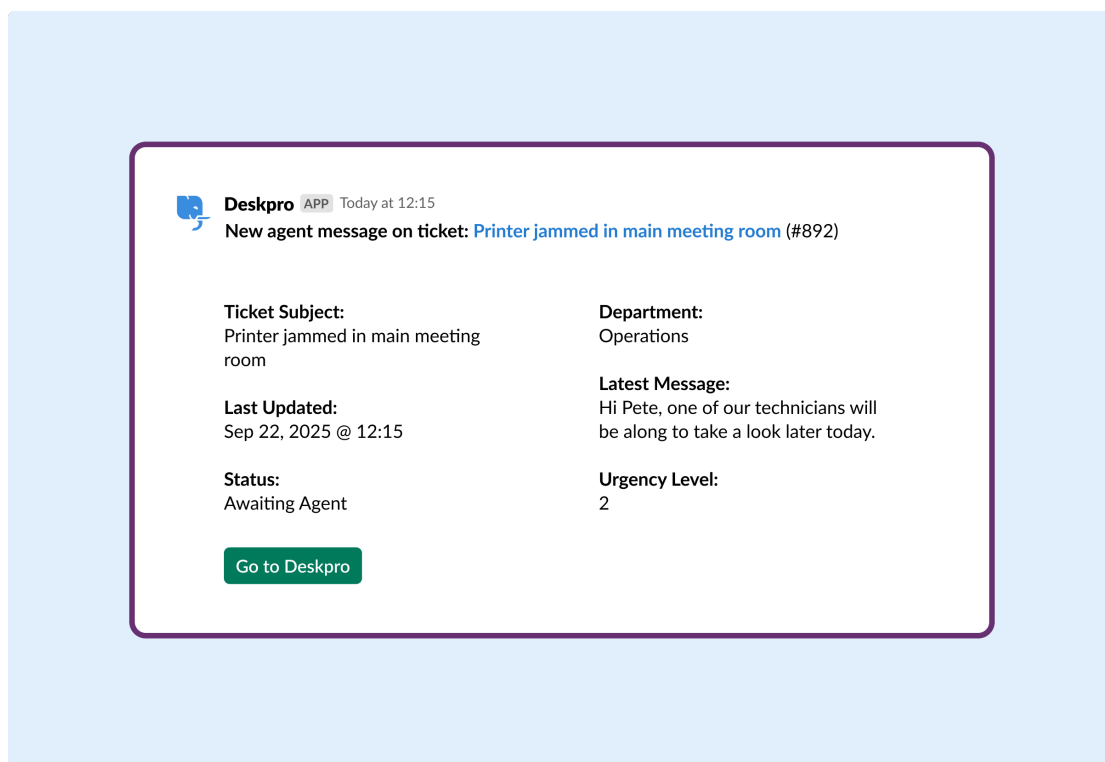 Deskpro APP Today at 12:15
New agent message on ticket: Printer jammed in main meeting room (#892)
Ticket Subject:
Printer jammed in main meeting
room
Last Updated:
Sep 22, 2025 @ 12:15
Status:
Awaiting Agent
Department:
Operations
Latest Message:
Hi Pete, one of our technicians will
be along to take a look later today.
Urgency Level:
2
Go to Deskpro